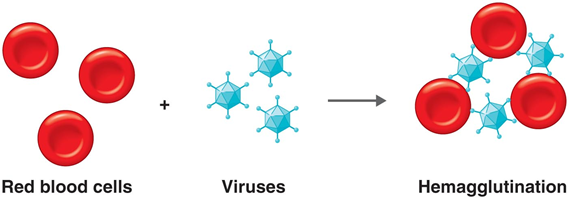 +
Red blood cells
Viruses
Hemagglutination